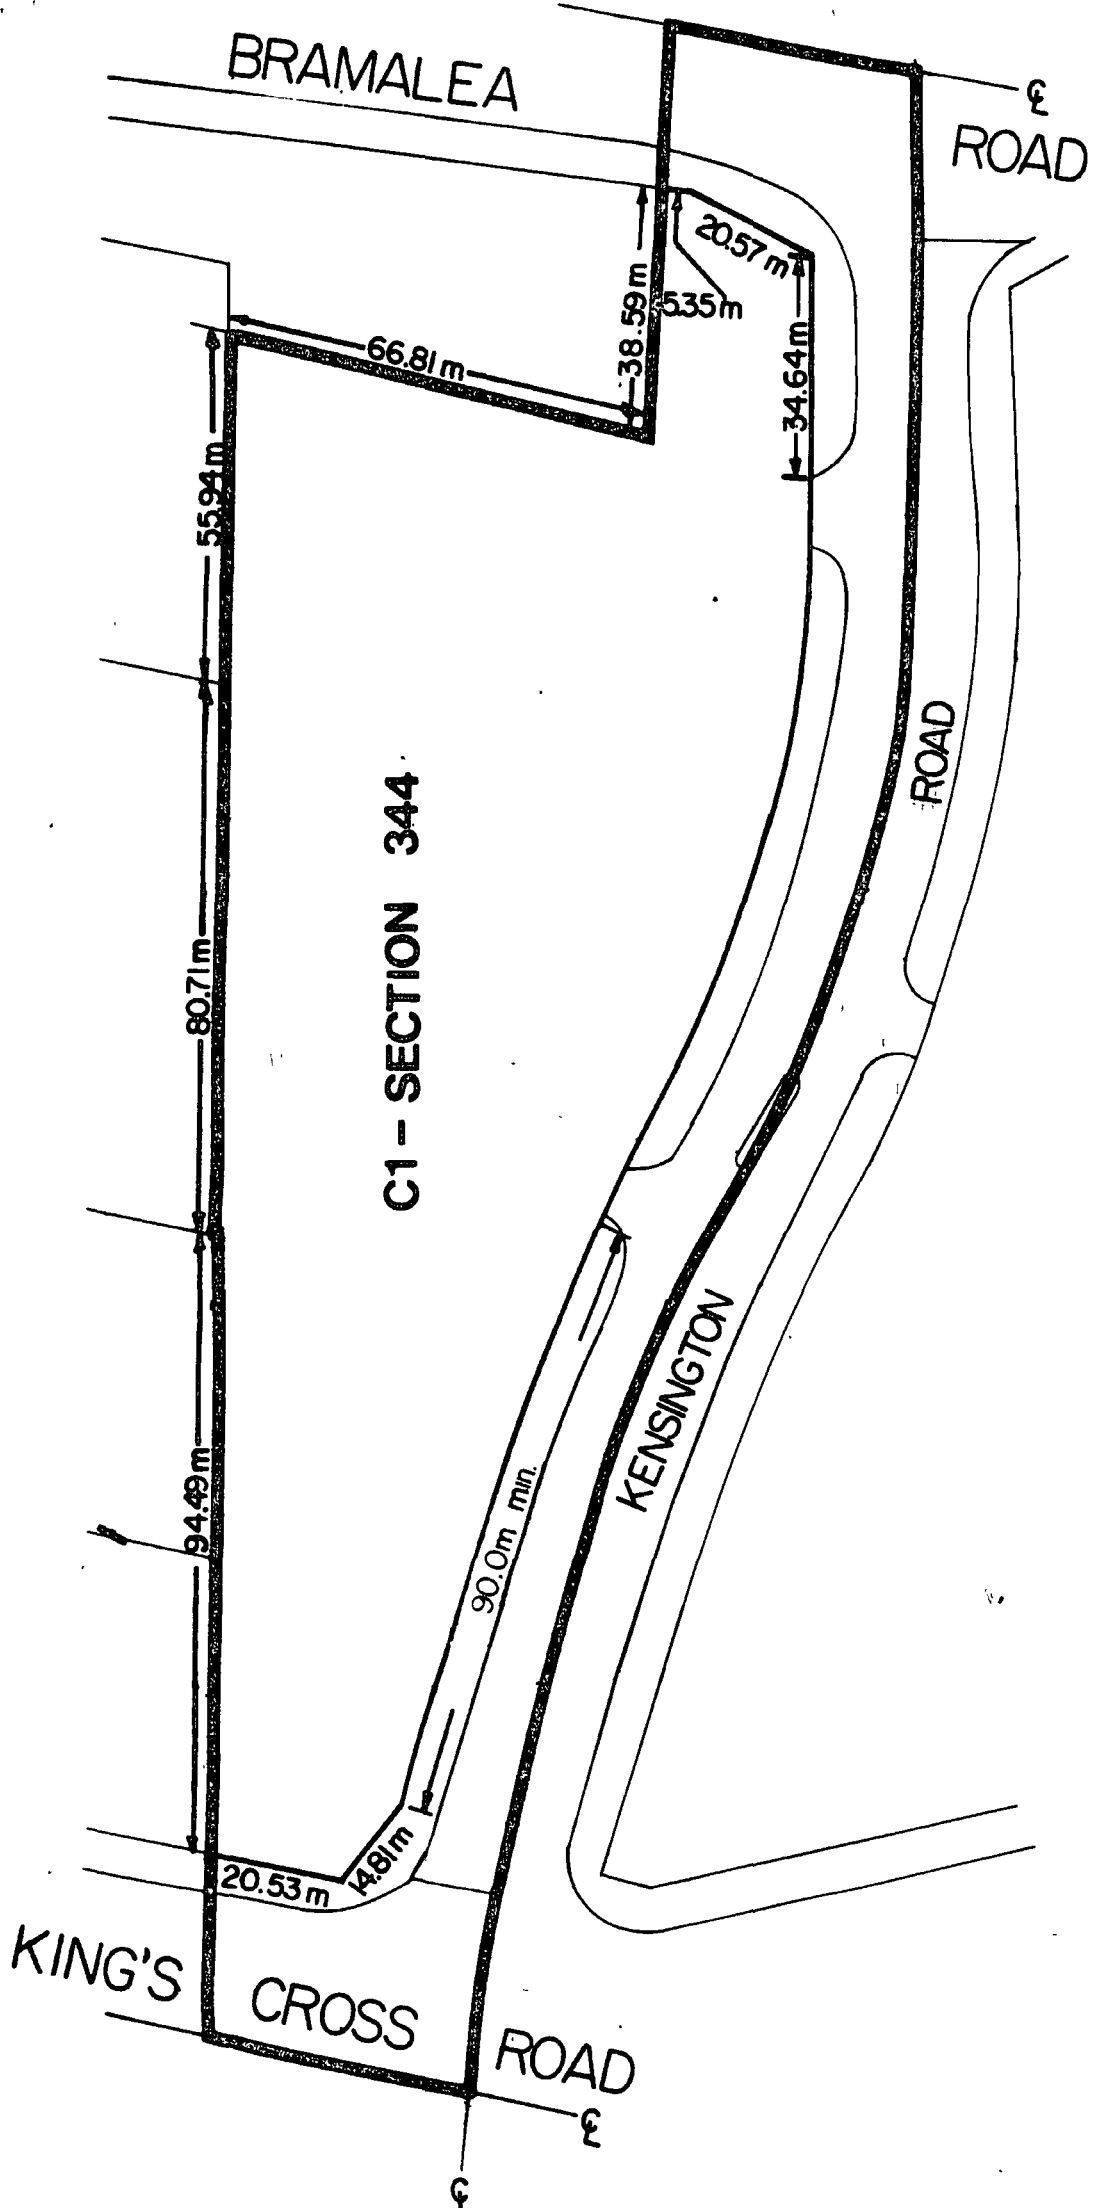 BRAMALEA
℄
ROAD
20.57 m
5.35 m
38.59 m
66.81 m
34.64 m
55.94 m
ROAD
C1 - SECTION 344
80.71 m
KENSINGTON
94.49 m
90.0m min.
14.81 m
20.53 m
KING'S
CROSS
ROAD
℄
℄